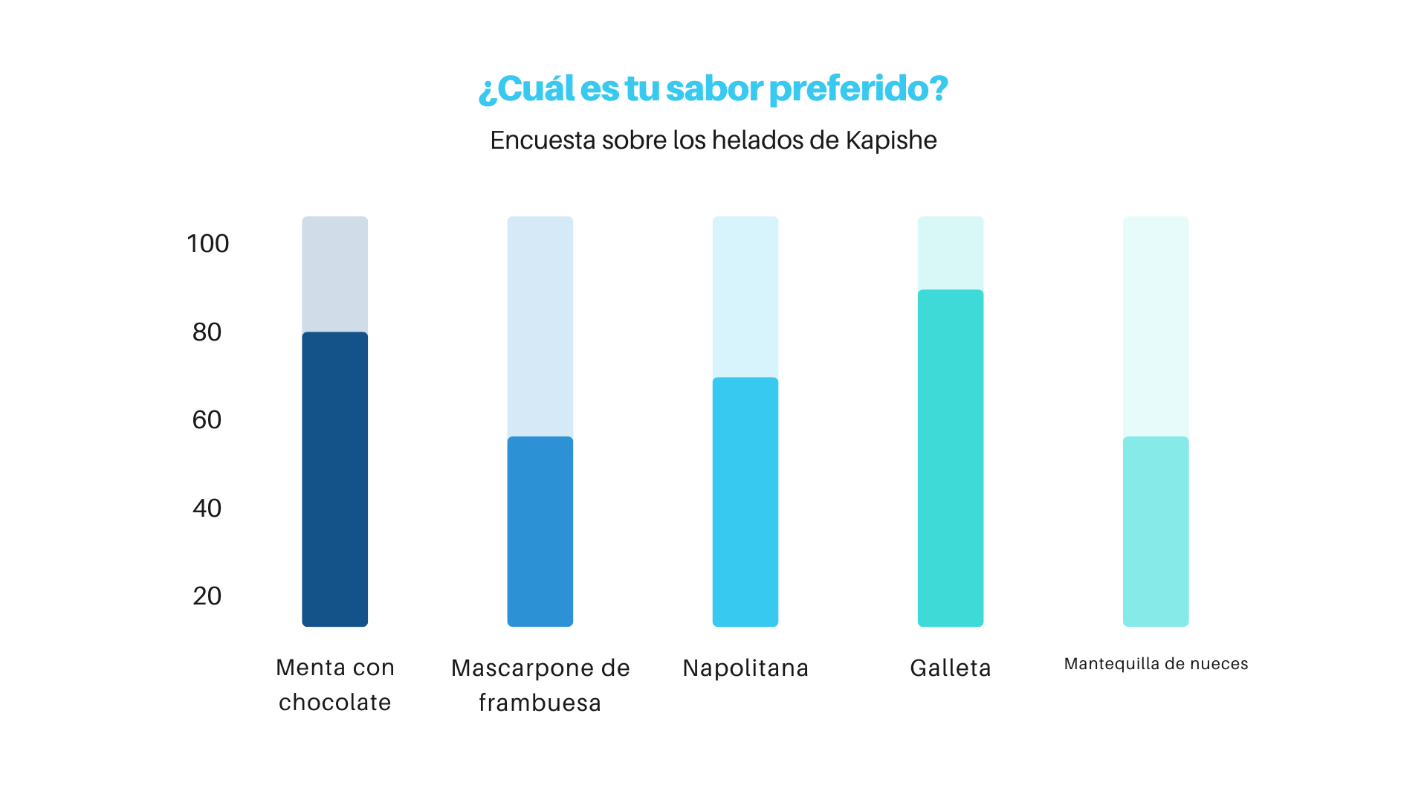 ¿Cuál es tu sabor preferido?
Encuesta sobre los helados de Kapishe
100
80
60
40
20
Menta con
chocolate
Mascarpone de
frambuesa
Napolitana
Galleta
Mantequilla de nueces